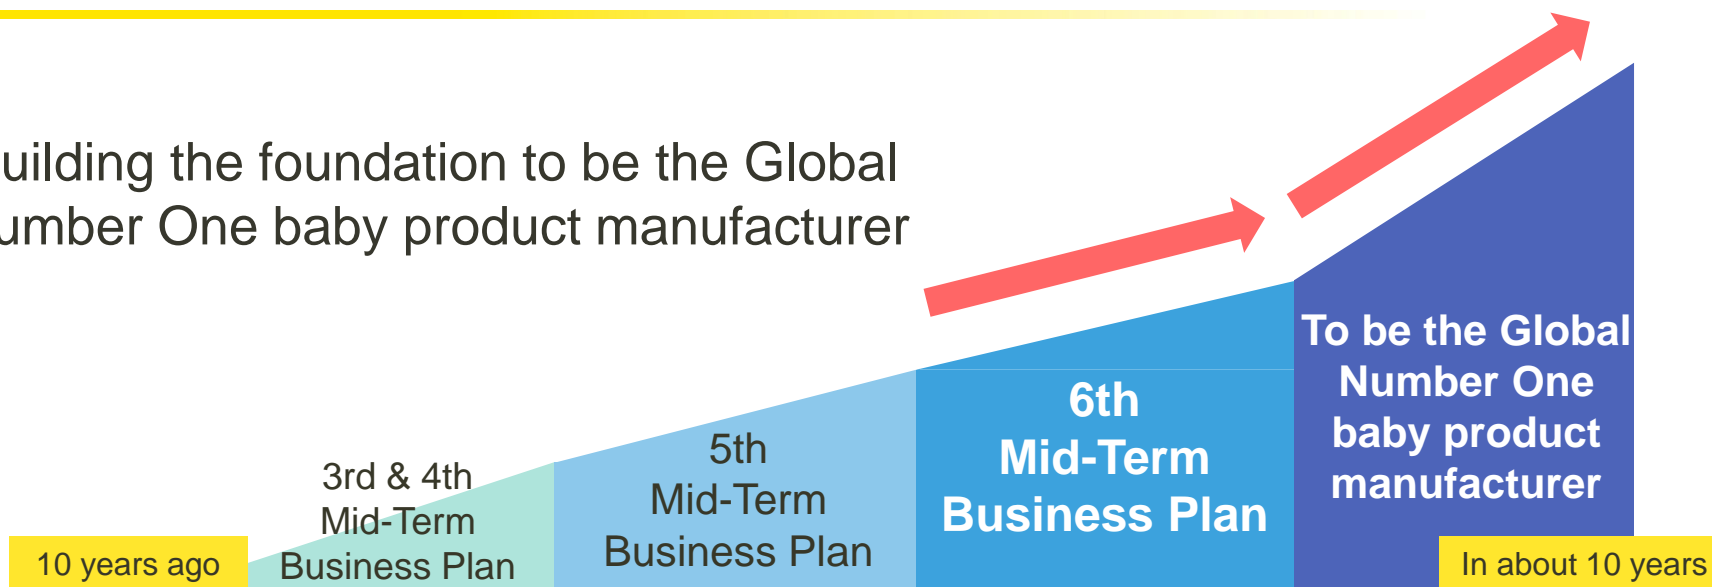 uilding the foundation to be the Global
umber One baby product manufacturer
To be the Global
Number One
baby product
manufacturer
6th
Mid-Term
Business Plan
5th
Mid-Term
Business Plan
3rd & 4th
Mid-Term
Business Plan
10 years ago
In about 10 years